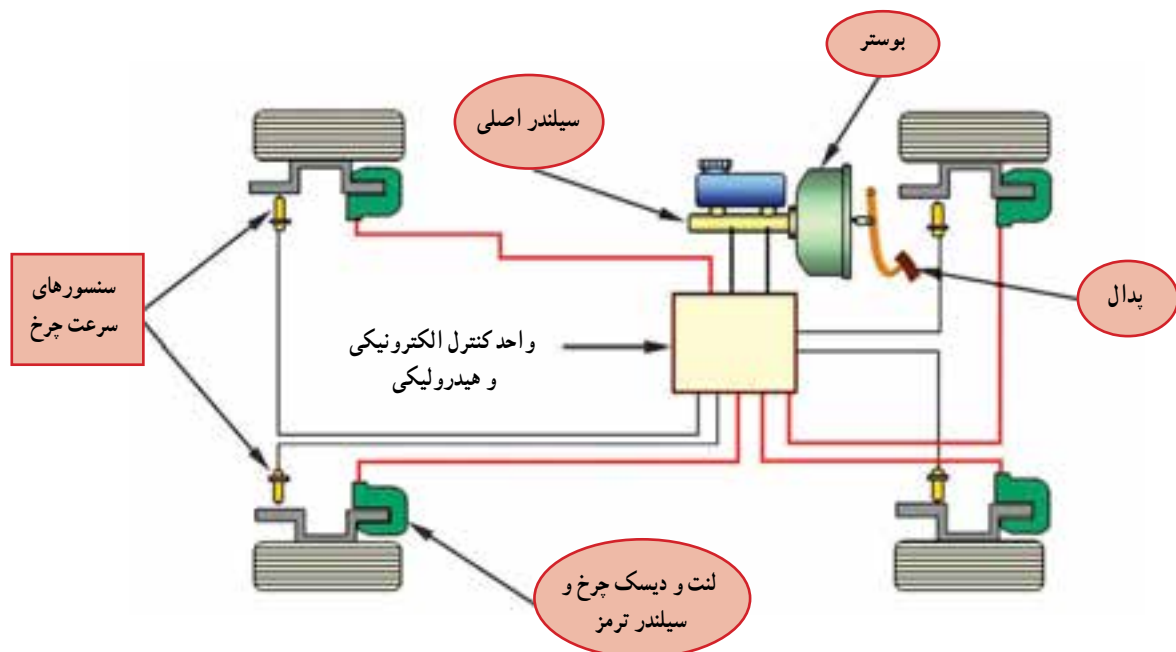 بوستر
سیلندر اصلی
پدال
سنسورهای
سرعت چرخ
واحد کنترل الکترونیکی
و هیدرولیکی
لنت و دیسک چرخ و
سیلندر ترمز